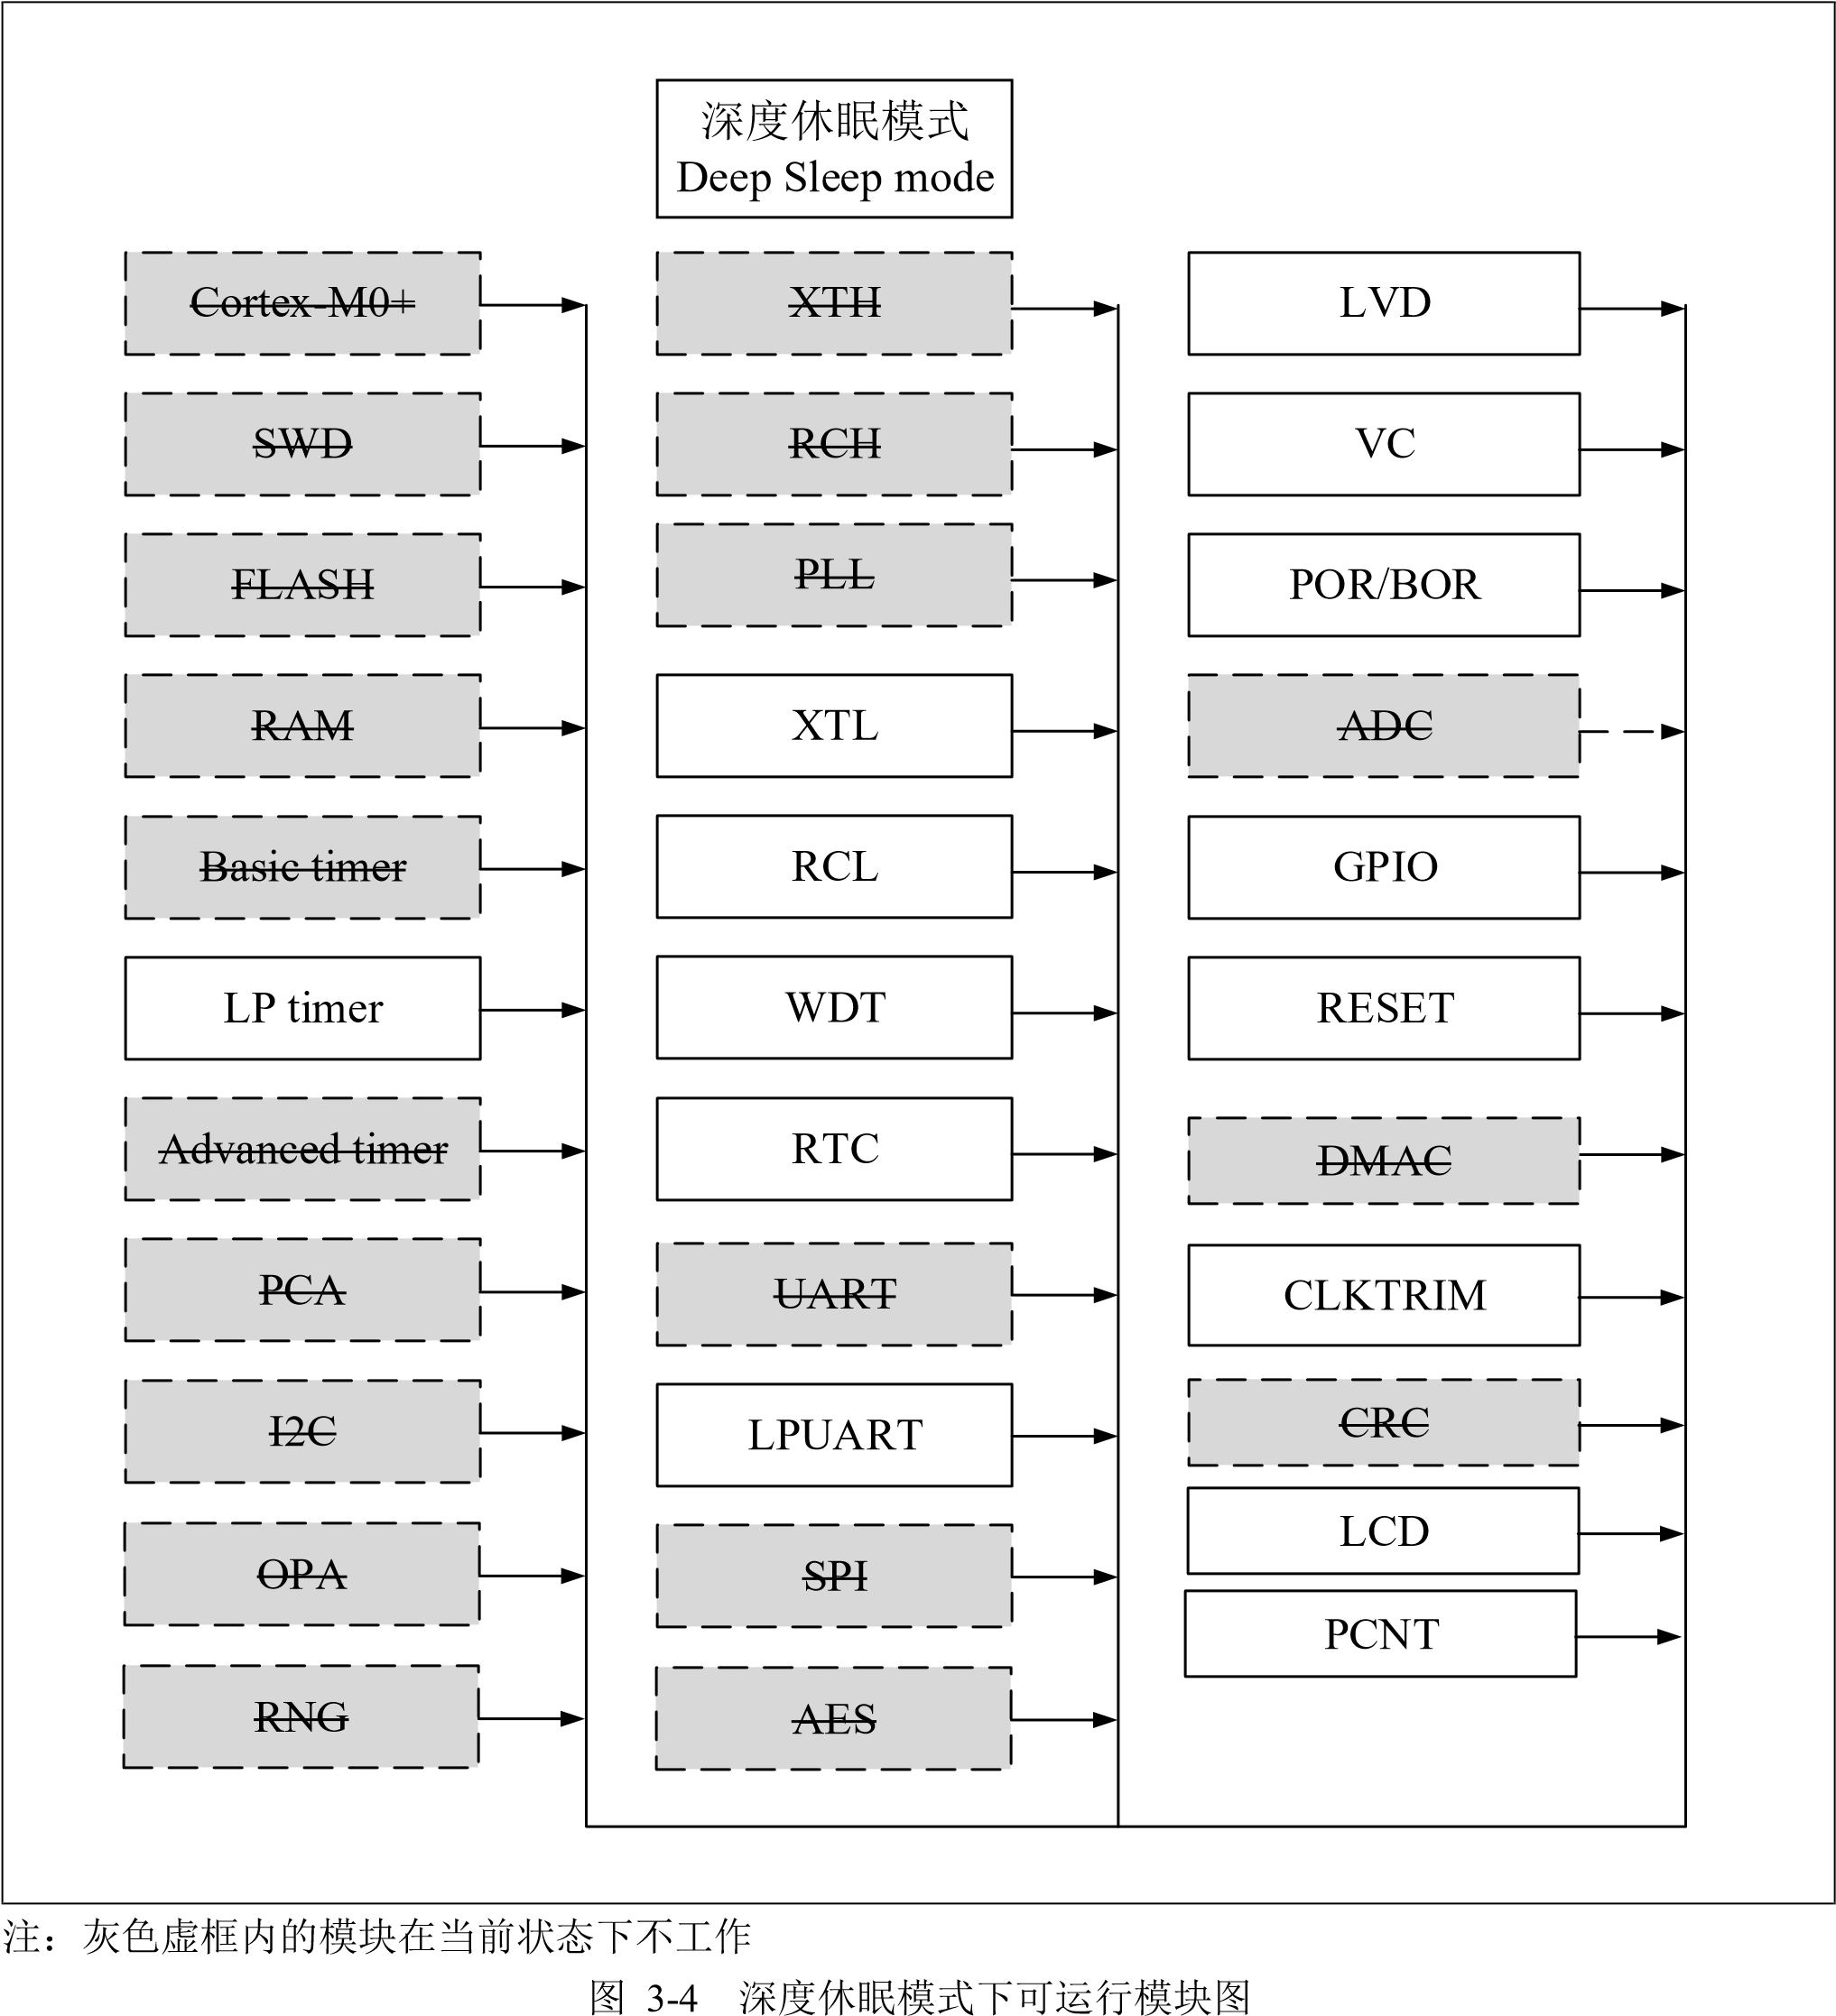 深度休眠模式
Deep Sleep mode
Cortex-M0+
SWD
FLASH
RAM
Basic timer
LP timer
Advanced timer
PCA
I2C
OPA
RNG
XTH
RCH
PLL
XTL
RCL
WDT
RTC
UART
LPUART
SPI
AES
LVD
VC
POR/BOR
ADC
GPIO
RESET
DMAC
CLKTRIM
CRC
LCD
PCNT
注：灰色虚框内的模块在当前状态下不工作
图 3-4 深度休眠模式下可运行模块图